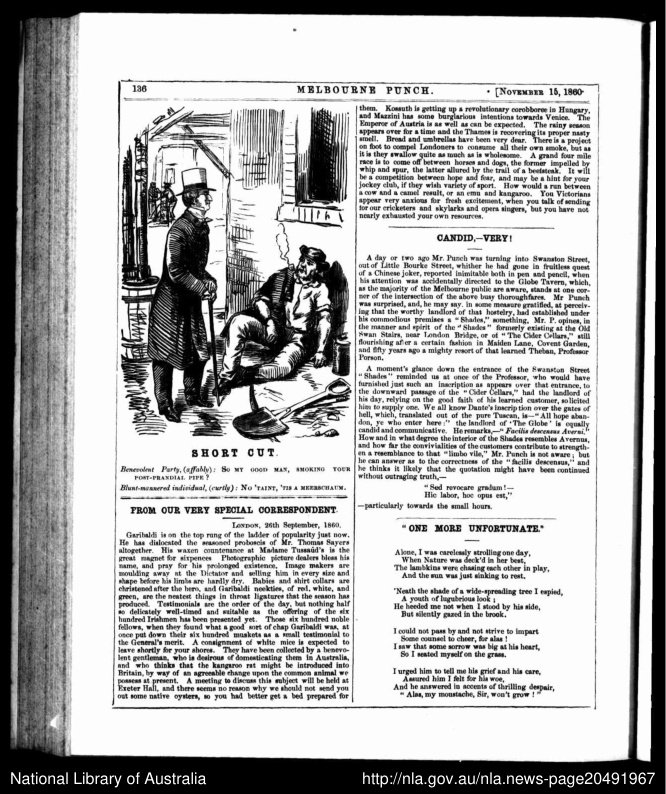 136
MELBOURNE PUNCH.
[NOVEMBER 15, 1860
SHORT CUT.
Benevolent Party, (affably): SO MY GOOD MAN, SMOKING YOUR
POST-PRANDIAL PIPE?
Blunt-mannered individual, (curtly): NO 'TAINT, 'TIS A MEERSCHAUM.
FROM OUR VERY SPECIAL CORRESPONDENT.
LONDON, 26th September, 1860.
Garibaldi is on the top rung of the ladder of popularity just now.
He has dislocated the seasoned proboscis of Mr. Thomas Sayers
altogether. His waxen countenance at Madame Tussaud's is the
great magnet for sixpences Photographic picture dealers bless his
name, and pray for his prolonged existence. Image makers are
moulding away at the Dictator and selling him in every size and
shape before his limbs are hardly dry. Babies and shirt collars are
christened after the hero, and Garibaldi neckties, of red, white, and
green, are the neatest things in throat ligatures that the season has
produced. Testimonials are the order of the day, but nothing half
so delicately well-timed and suitable as the offering of the six
hundred Irishmen has been presented yet. Those six hundred noble
fellows, when they found what a good sort of chap Garibaldi was, at
once put down their six hundred muskets as a small testimonial to
the General's merit. A consignment of white mice is expected to
leave shortly for your shores. They have been collected by a benevo-
lent gentleman, who is desirous of domesticating them in Australia,
and who thinks that the kangaroo rat might be introduced into
Britain, by way of an agreeable change upon the common animal we
possess at present. A meeting to discuss this subject will be held at
Exeter Hall, and there seems no reason why we should not send you
out some native oysters, so you had better get a bed prepared for
them. Kossuth is getting up a revolutionary corobboree in Hungary,
and Mazzini has some burglarious intentions towards Venice. The
Emperor of Austria is as well as can be expected. The rainy season
appears over for a time and the Thames is recovering its proper nasty
smell. Bread and umbrellas have been very dear. There is a project
on foot to compel Londoners to consume all their own smoke, but as
it is they swallow quite as much as is wholesome. A grand four mile
race is to come off between horses and dogs, the former impelled by
whip and spur, the latter allured by the trail of a beefsteak. It will
be a competition between hope and fear, and may be a hint for your
jockey club, if they wish variety of sport. How would a run between
a cow and a camel result, or an emu and kangaroo. You Victorians
appear very anxious for fresh excitement, when you talk of sending
for our cricketers and skylarks and opera singers, but you have not
nearly exhausted your own resources.
CANDID,—VERY!
A day or two ago Mr. Punch was turning into Swanston Street,
out of Little Bourke Street, whither he had gone in fruitless quest
of a Chinese joker, reported inimitable both in pen and pencil, when
his attention was accidentally directed to the Globe Tavern, which,
as the majority of the Melbourne public are aware, stands at one cor-
ner of the intersection of the above busy thoroughfares. Mr Punch
was surprised, and, he may say, in some measure gratified, at perceiv-
ing that the worthy landlord of that hostelry, had established under
his commodious premises a "Shades," something, Mr. P. opines, in
the manner and spirit of the "Shades" formerly existing at the Old
Swan Stairs, near London Bridge, or of "The Cider Cellars," still
flourishing after a certain fashion in Maiden Lane, Covent Garden,
and fifty years ago a mighty resort of that learned Theban, Professor
Porson.
A moment's glance down the entrance of the Swanston Street
"Shades" reminded us at once of the Professor, who would have
furnished just such an inscription as appears over that entrance, to
the downward passage of the "Cider Cellars," had the landlord of
his day, relying on the good faith of his learned customer, solicited
him to supply one. We all know Dante's inscription over the gates of
hell, which, translated out of the pure Tuscan, is—"All hope aban-
don, ye who enter here:" the landlord of 'The Globe' is equally
candid and communicative. He remarks,—"Facilis descensus Averni."
How and in what degree the interior of the Shades resembles Avernus,
and how far the convivialities of the customers contribute to strength-
en a resemblance to that "limbo vile," Mr. Punch is not aware; but
he can answer as to the correctness of the "facilis descensus," and
he thinks it likely that the quotation might have been continued
without outraging truth,—
"Sed revocare gradum!—
Hic labor, hoc opus est,"
—particularly towards the small hours.
"ONE MORE UNFORTUNATE."
Alone, I was carelessly strolling one day,
When Nature was deck'd in her best,
The lambkins were chasing each other in play,
And the sun was just sinking to rest.
'Neath the shade of a wide-spreading tree I espied,
A youth of lugubrious look;
He heeded me not when I stood by his side,
But silently gazed in the brook.
I could not pass by and not strive to impart
Some counsel to cheer, for alas!
I saw that some sorrow was big at his heart,
So I seated myself on the grass.
I urged him to tell me his grief and his care,
Assured him I felt for his woe,
And he answered in accents of thrilling despair,
"Alas, my moustache, Sir, won't grow!"
National Library of Australia
http://nla.gov.au/nla.news-page20491967